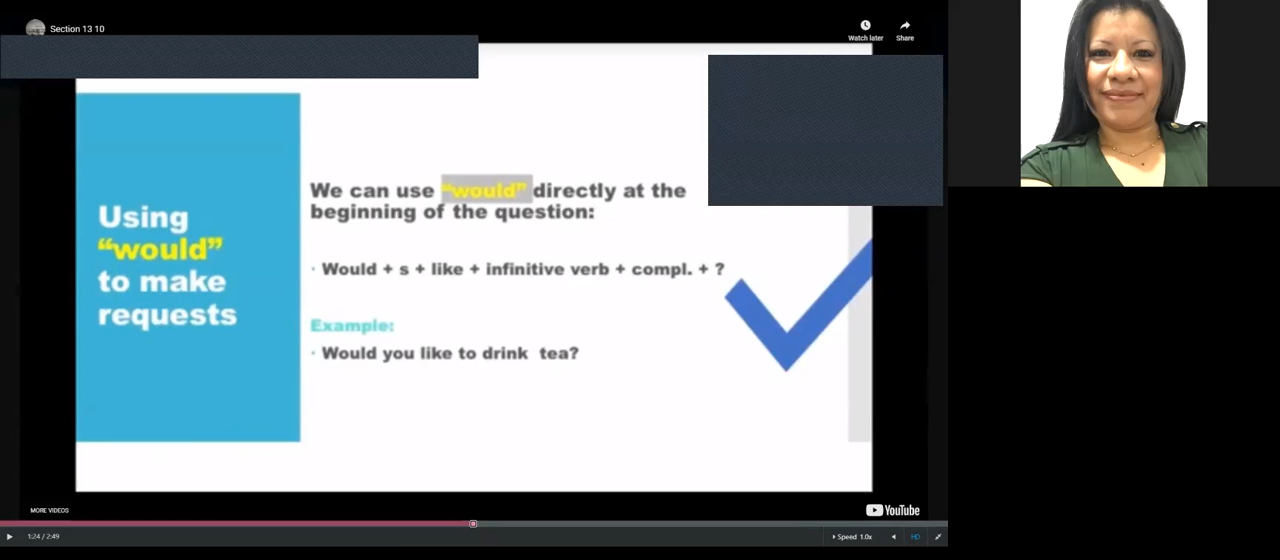 Section 13 10
Watch later
Share
Using
“would”
to make
requests
We can use “would” directly at the
beginning of the question:
· Would + s + like + infinitive verb + compl. + ?
Example:
· Would you like to drink tea?
MORE VIDEOS
YouTube
1:24 / 2:49
Speed 1.0x
HD